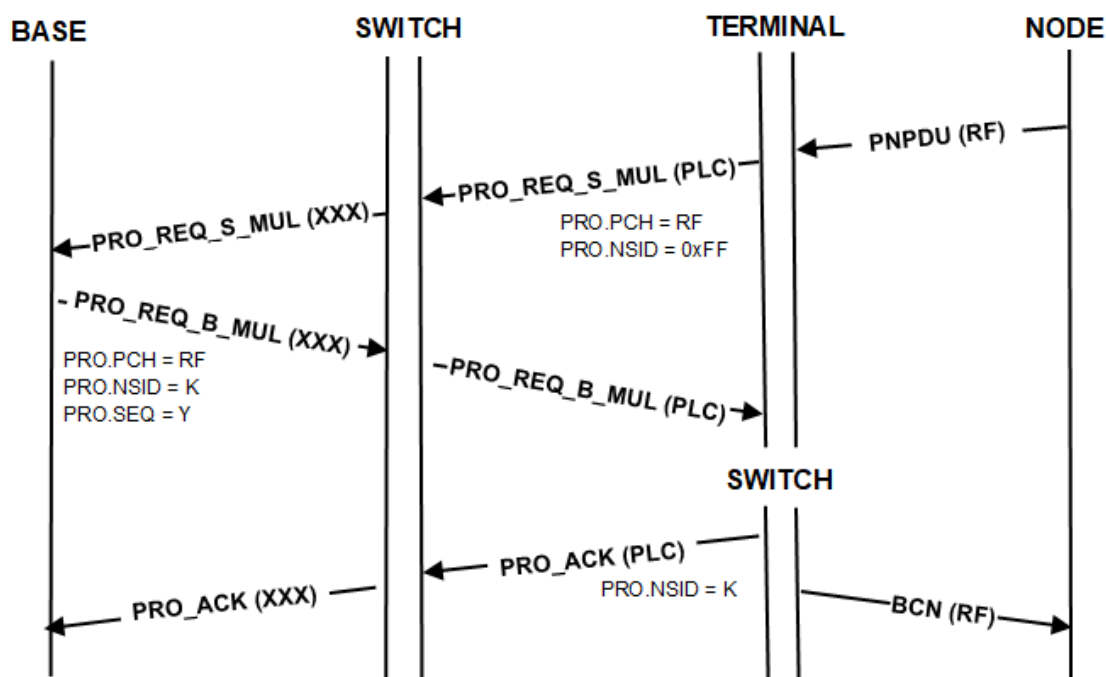 BASE
SWITCH
TERMINAL
NODE
PNPDU (RF)
PRO_REQ_S_MUL (PLC)
PRO_REQ_S_MUL (XXX)
PRO.PCH = RF
PRO.NSID = 0xFF
PRO_REQ_B_MUL (XXX)
PRO.PCH = RF
PRO.NSID = K
PRO.SEQ = Y
PRO_REQ_B_MUL (PLC)
SWITCH
PRO_ACK (PLC)
PRO.NSID = K
PRO_ACK (XXX)
BCN (RF)